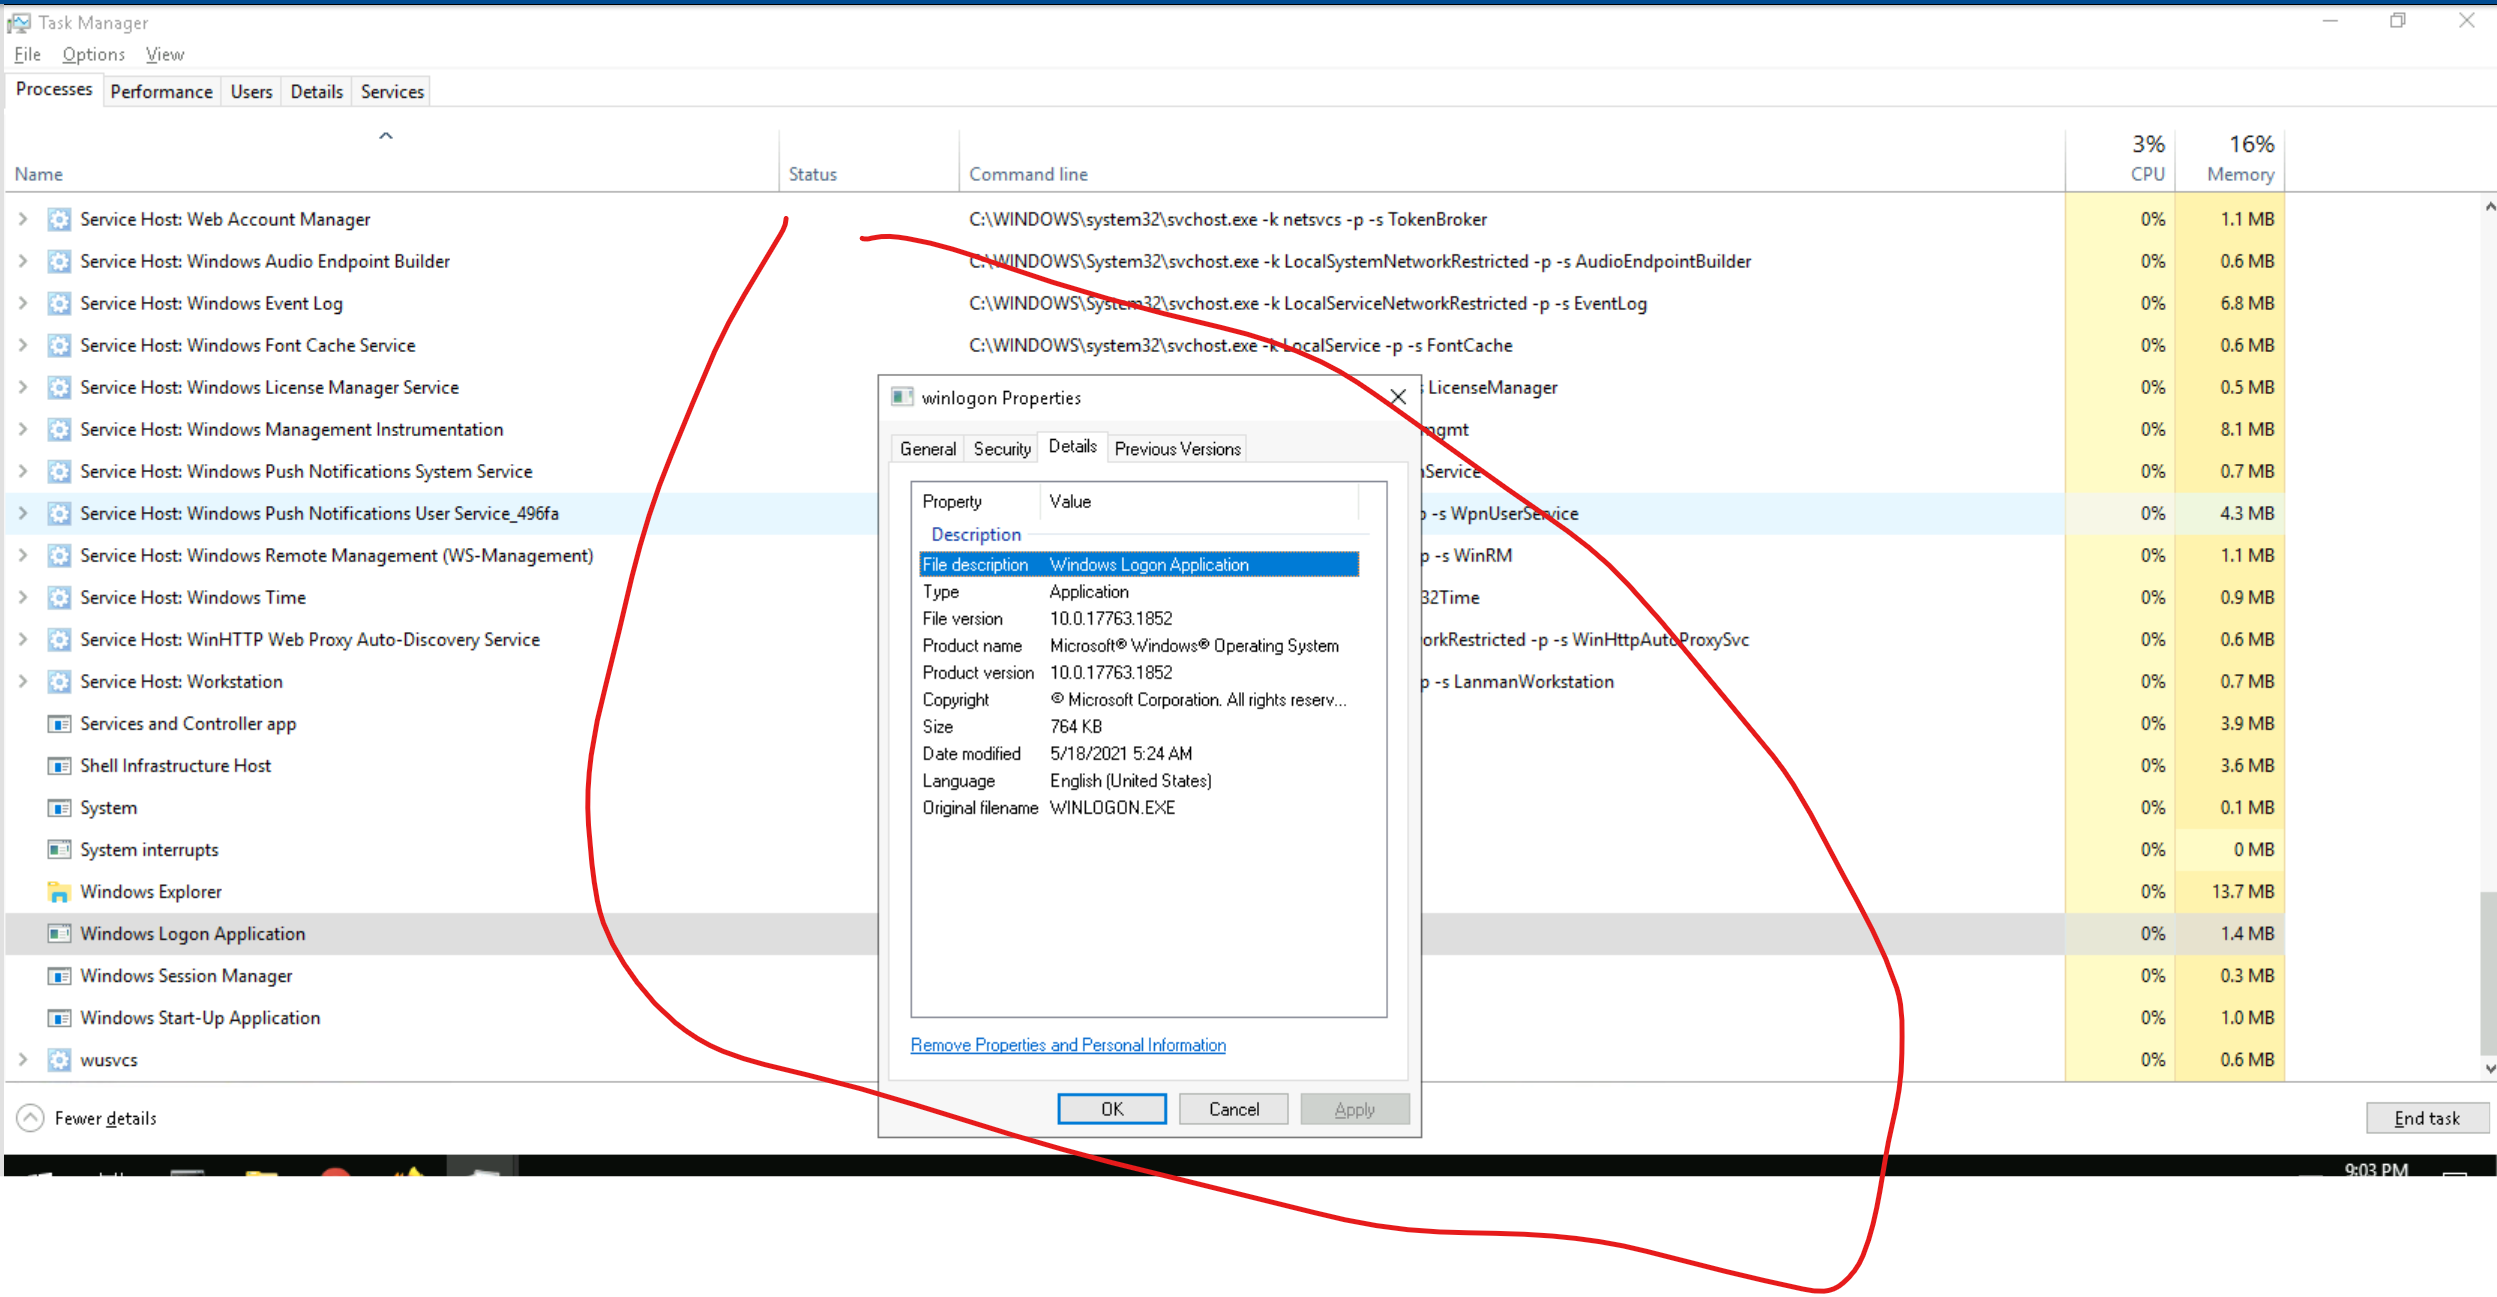 Task Manager
File Options View
Processes Performance Users Details Services
3% 16%
Name Status Command line CPU Memory
Service Host: Web Account Manager C:\WINDOWS\system32\svchost.exe -k netsvcs -p -s TokenBroker 0% 1.1 MB
Service Host: Windows Audio Endpoint Builder C:\WINDOWS\System32\svchost.exe -k LocalSystemNetworkRestricted -p -s AudioEndpointBuilder 0% 0.6 MB
Service Host: Windows Event Log C:\WINDOWS\System32\svchost.exe -k LocalServiceNetworkRestricted -p -s EventLog 0% 6.8 MB
Service Host: Windows Font Cache Service C:\WINDOWS\system32\svchost.exe -k LocalService -p -s FontCache 0% 0.6 MB
Service Host: Windows License Manager Service LicenseManager 0% 0.5 MB
Service Host: Windows Management Instrumentation mgmt 0% 8.1 MB
Service Host: Windows Push Notifications System Service Service 0% 0.7 MB
Service Host: Windows Push Notifications User Service_496fa -s WpnUserService 0% 4.3 MB
Service Host: Windows Remote Management (WS-Management) p -s WinRM 0% 1.1 MB
Service Host: Windows Time 32Time 0% 0.9 MB
Service Host: WinHTTP Web Proxy Auto-Discovery Service orkRestricted -p -s WinHttpAutoProxySvc 0% 0.6 MB
Service Host: Workstation p -s LanmanWorkstation 0% 0.7 MB
Services and Controller app 0% 3.9 MB
Shell Infrastructure Host 0% 3.6 MB
System 0% 0.1 MB
System interrupts 0% 0 MB
Windows Explorer 0% 13.7 MB
Windows Logon Application 0% 1.4 MB
Windows Session Manager 0% 0.3 MB
Windows Start-Up Application 0% 1.0 MB
wusvcs 0% 0.6 MB
Fewer details End task
winlogon Properties
General Security Details Previous Versions
Property Value
Description
File description Windows Logon Application
Type Application
File version 10.0.17763.1852
Product name Microsoft® Windows® Operating System
Product version 10.0.17763.1852
Copyright © Microsoft Corporation. All rights reserv...
Size 764 KB
Date modified 5/18/2021 5:24 AM
Language English (United States)
Original filename WINLOGON.EXE
Remove Properties and Personal Information
OK Cancel Apply
9:03 PM